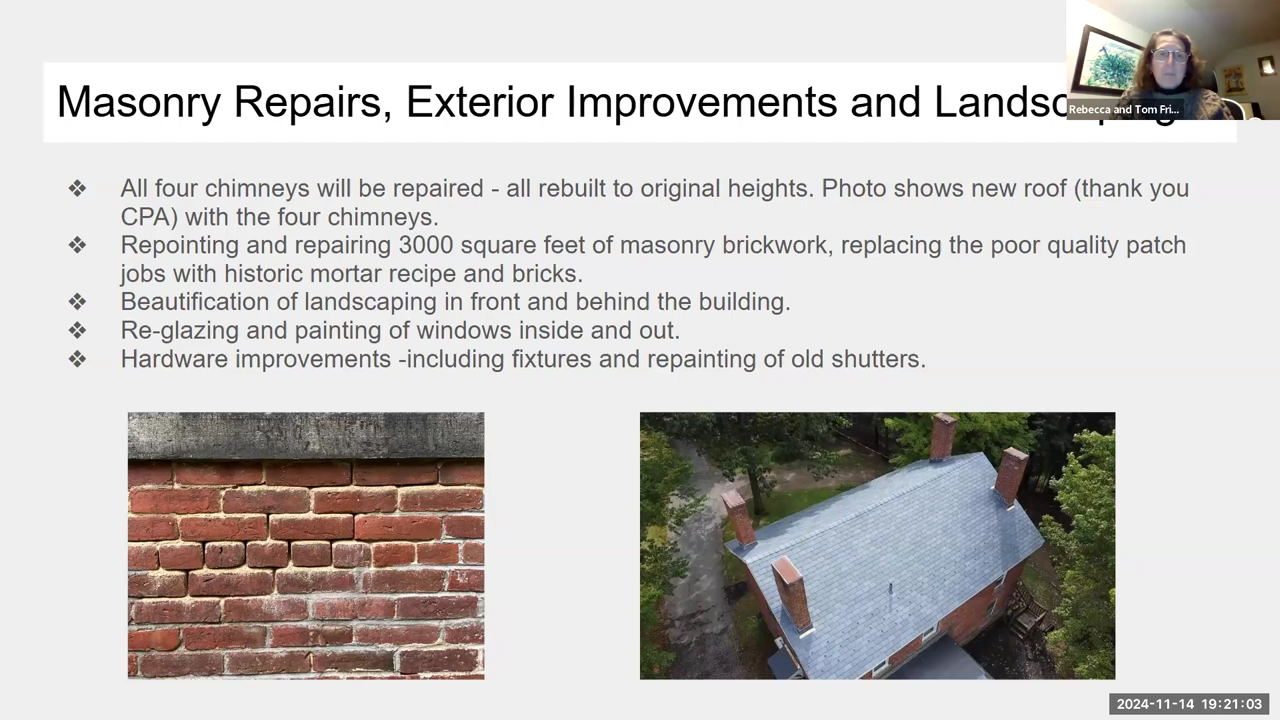 Masonry Repairs, Exterior Improvements and
Rebecca and Tom Fri...
❖ All four chimneys will be repaired - all rebuilt to original heights. Photo shows new roof (thank you
CPA) with the four chimneys.
❖ Repointing and repairing 3000 square feet of masonry brickwork, replacing the poor quality patch
jobs with historic mortar recipe and bricks.
❖ Beautification of landscaping in front and behind the building.
❖ Re-glazing and painting of windows inside and out.
❖ Hardware improvements -including fixtures and repainting of old shutters.
2024-11-14 19:21:03